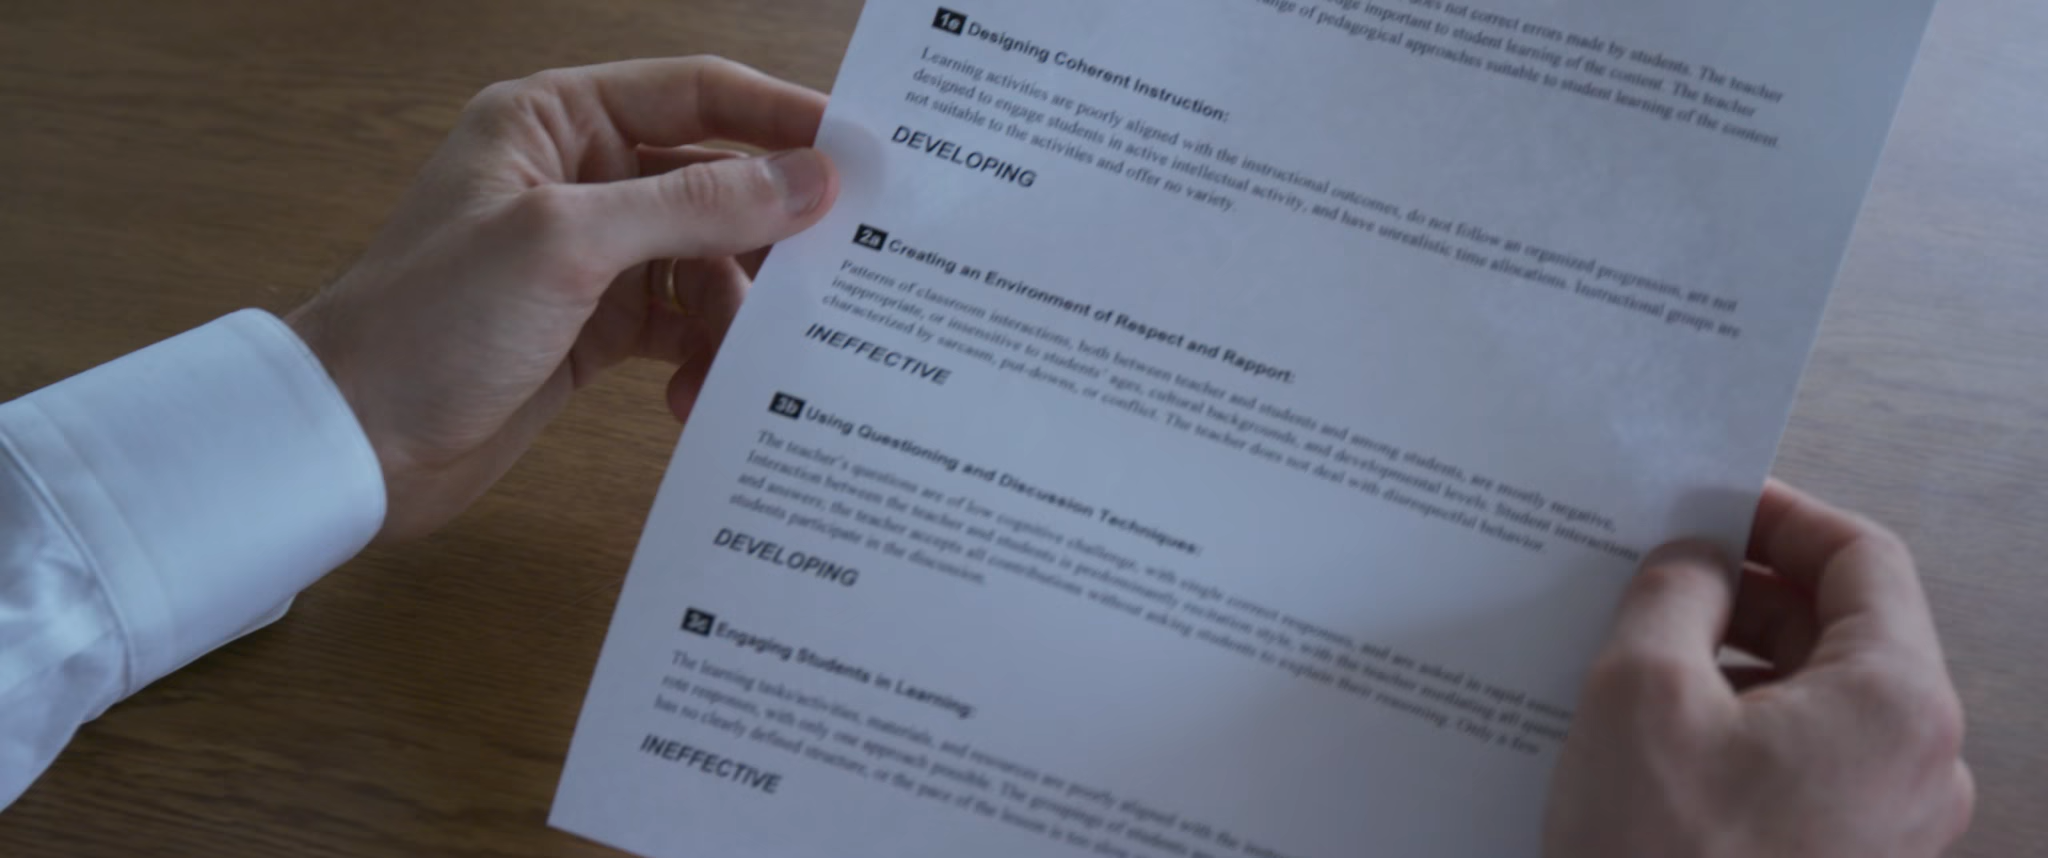 does not correct errors made by students. The teacher
important to student learning of the content. The teacher
range of pedagogical approaches suitable to student learning of the content.
1e Designing Coherent Instruction:
Learning activities are poorly aligned with the instructional outcomes, do not follow an organized progression, are not
designed to engage students in active intellectual activity, and have unrealistic time allocations. Instructional groups are
not suitable to the activities and offer no variety.
DEVELOPING
2a Creating an Environment of Respect and Rapport:
Patterns of classroom interactions, both between teacher and students and among students, are mostly negative,
inappropriate, or insensitive to students' ages, cultural backgrounds, and developmental levels. Student interactions
characterized by sarcasm, put-downs, or conflict. The teacher does not deal with disrespectful behavior.
INEFFECTIVE
3b Using Questioning and Discussion Techniques:
The teacher's questions are of low cognitive challenge, with single correct responses, and are asked in rapid
Interaction between the teacher and students is predominantly recitation style, with the teacher mediating all
and answers; the teacher accepts all contributions without asking students to explain their reasoning. Only a few
students participate in the discussion.
DEVELOPING
3c Engaging Students in Learning:
The learning tasks/activities, materials, and resources are poorly aligned with the
rote responses, with only one approach possible. The groupings of students
has no clearly defined structure, or the pace of the lesson is too slow
INEFFECTIVE